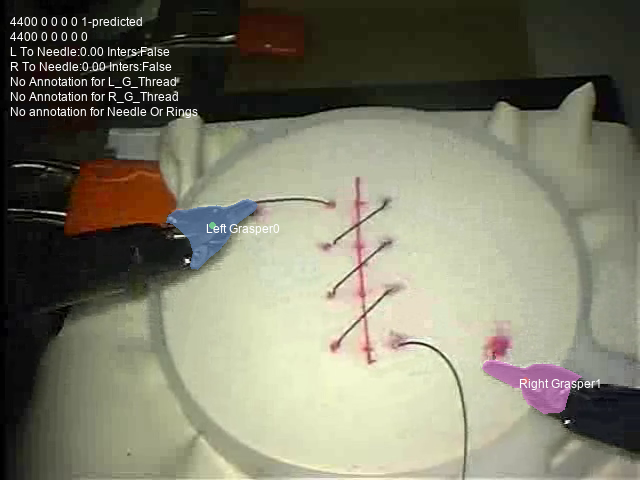 4400 0 0 0 0 1-predicted
4400 0 0 0 0 0
L To Needle:0.00 Inters:False
R To Needle:0.00 Inters:False
No Annotation for L_G_Thread
No Annotation for R_G_Thread
No annotation for Needle Or Rings
Left Grasper0
Right Grasper1